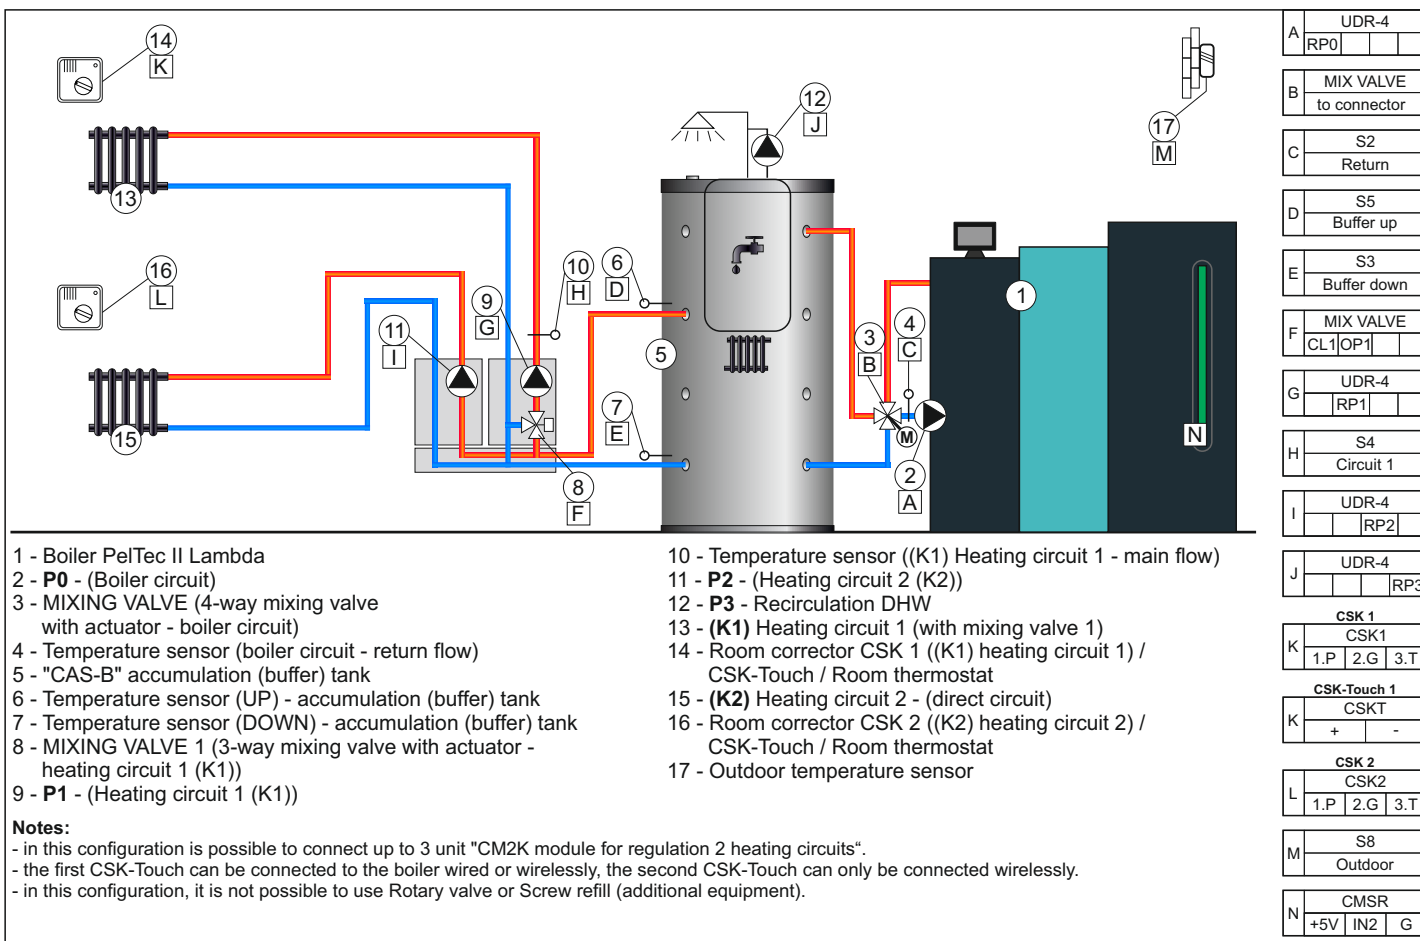 14
K
13
16
L
15
11
I
9
G
10
H
8
F
6
D
7
E
5
12
J
3
B
4
C
M
2
A
1
N
17
M
1 - Boiler PelTec II Lambda
2 - P0 - (Boiler circuit)
3 - MIXING VALVE (4-way mixing valve
with actuator - boiler circuit)
4 - Temperature sensor (boiler circuit - return flow)
5 - "CAS-B" accumulation (buffer) tank
6 - Temperature sensor (UP) - accumulation (buffer) tank
7 - Temperature sensor (DOWN) - accumulation (buffer) tank
8 - MIXING VALVE 1 (3-way mixing valve with actuator -
heating circuit 1 (K1))
9 - P1 - (Heating circuit 1 (K1))
10 - Temperature sensor ((K1) Heating circuit 1 - main flow)
11 - P2 - (Heating circuit 2 (K2))
12 - P3 - Recirculation DHW
13 - (K1) Heating circuit 1 (with mixing valve 1)
14 - Room corrector CSK 1 ((K1) heating circuit 1) /
CSK-Touch / Room thermostat
15 - (K2) Heating circuit 2 - (direct circuit)
16 - Room corrector CSK 2 ((K2) heating circuit 2) /
CSK-Touch / Room thermostat
17 - Outdoor temperature sensor
Notes:
- in this configuration is possible to connect up to 3 unit "CM2K module for regulation 2 heating circuits“.
- the first CSK-Touch can be connected to the boiler wired or wirelessly, the second CSK-Touch can only be connected wirelessly.
- in this configuration, it is not possible to use Rotary valve or Screw refill (additional equipment).
A UDR-4
RP0
B MIX VALVE
to connector
C S2
Return
D S5
Buffer up
E S3
Buffer down
F MIX VALVE
CL1 OP1
G UDR-4
RP1
H S4
Circuit 1
I UDR-4
RP2
J UDR-4
RP3
CSK 1
K CSK1
1.P 2.G 3.T
CSK-Touch 1
K CSKT
+ -
CSK 2
L CSK2
1.P 2.G 3.T
M S8
Outdoor
N CMSR
+5V IN2 G